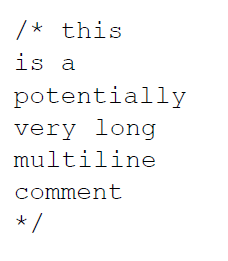 /* this
is a
potentially
very long
multiline
comment
*/